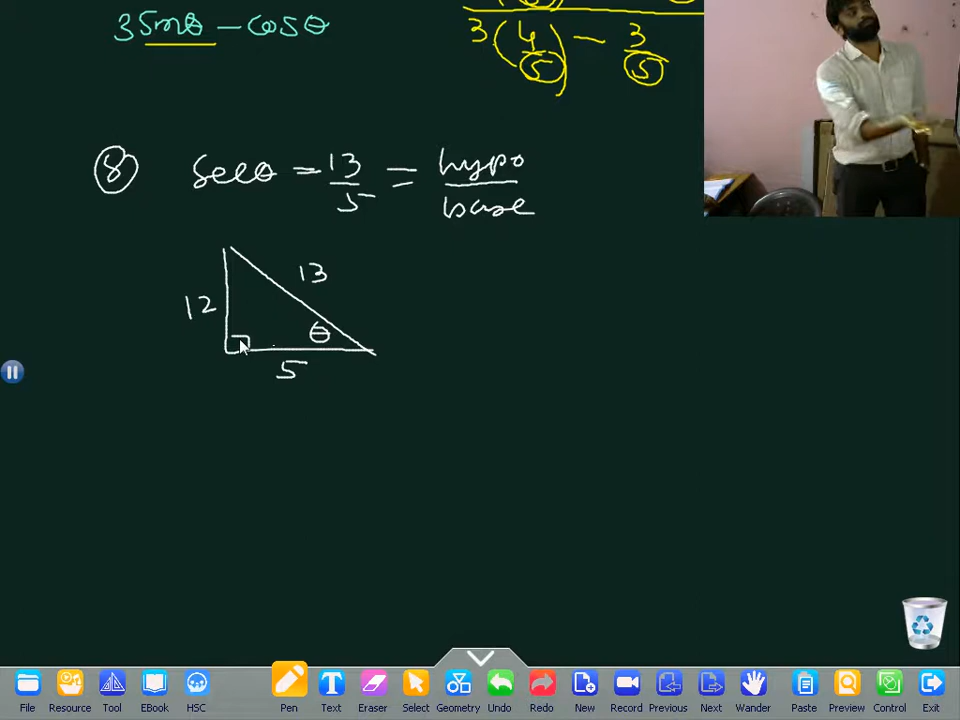 3 sinθ - cosθ
3(4/5) - 3/5
⑧ secθ = 13/5 = hypo/base
13
12
θ
5
File Resource Tool EBook HSC Pen Text Eraser Select Geometry Undo Redo New Record Previous Next Wander Paste Preview Control Exit